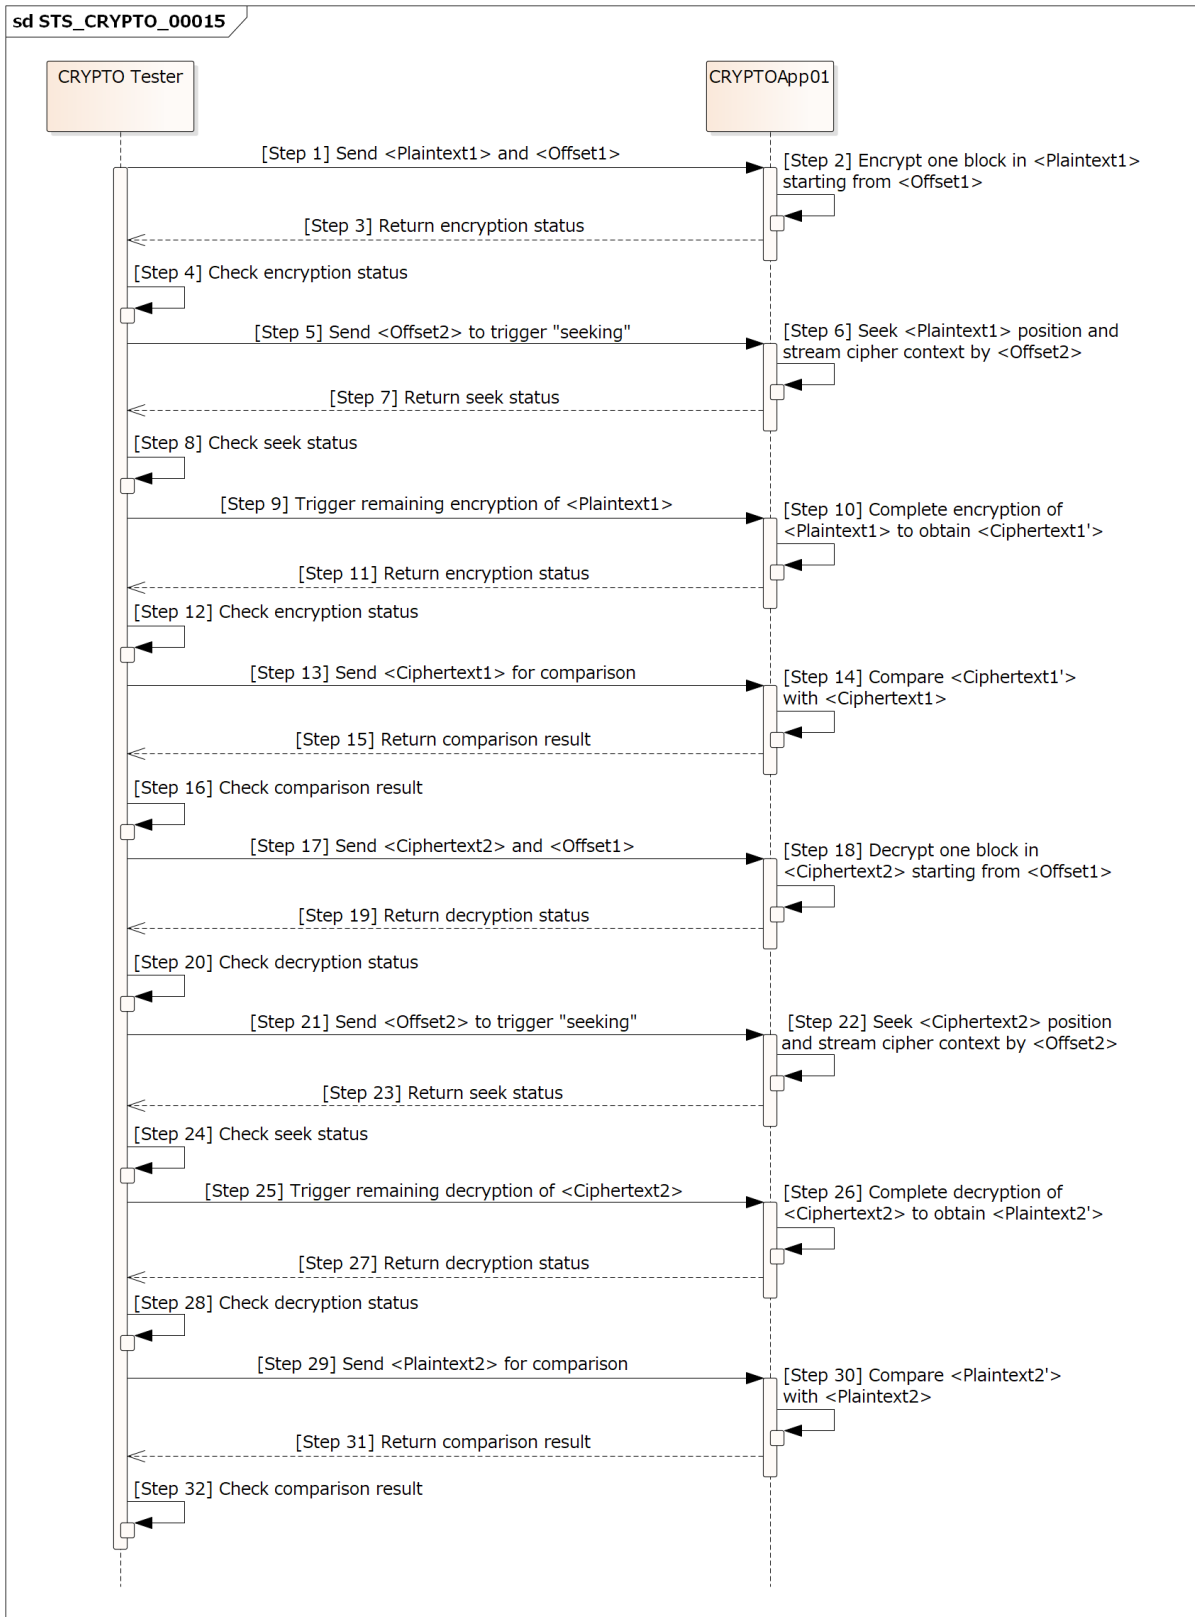 sd STS_CRYPTO_00015
CRYPTO Tester
CRYPTOApp01
[Step 1] Send <Plaintext1> and <Offset1>
[Step 2] Encrypt one block in <Plaintext1>
starting from <Offset1>
[Step 3] Return encryption status
[Step 4] Check encryption status
[Step 5] Send <Offset2> to trigger "seeking"
[Step 6] Seek <Plaintext1> position and
stream cipher context by <Offset2>
[Step 7] Return seek status
[Step 8] Check seek status
[Step 9] Trigger remaining encryption of <Plaintext1>
[Step 10] Complete encryption of
<Plaintext1> to obtain <Ciphertext1'>
[Step 11] Return encryption status
[Step 12] Check encryption status
[Step 13] Send <Ciphertext1> for comparison
[Step 14] Compare <Ciphertext1'>
with <Ciphertext1>
[Step 15] Return comparison result
[Step 16] Check comparison result
[Step 17] Send <Ciphertext2> and <Offset1>
[Step 18] Decrypt one block in
<Ciphertext2> starting from <Offset1>
[Step 19] Return decryption status
[Step 20] Check decryption status
[Step 21] Send <Offset2> to trigger "seeking"
[Step 22] Seek <Ciphertext2> position
and stream cipher context by <Offset2>
[Step 23] Return seek status
[Step 24] Check seek status
[Step 25] Trigger remaining decryption of <Ciphertext2>
[Step 26] Complete decryption of
<Ciphertext2> to obtain <Plaintext2'>
[Step 27] Return decryption status
[Step 28] Check decryption status
[Step 29] Send <Plaintext2> for comparison
[Step 30] Compare <Plaintext2'>
with <Plaintext2>
[Step 31] Return comparison result
[Step 32] Check comparison result